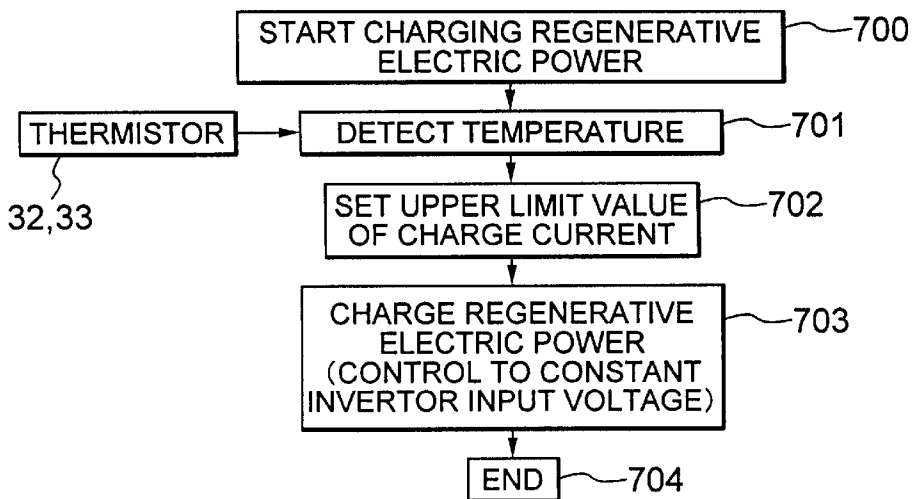 START CHARGING REGENERATIVE
ELECTRIC POWER
700
THERMISTOR
DETECT TEMPERATURE
701
32,33
SET UPPER LIMIT VALUE
OF CHARGE CURRENT
702
CHARGE REGENERATIVE
ELECTRIC POWER
(CONTROL TO CONSTANT
INVERTOR INPUT VOLTAGE)
703
END
704